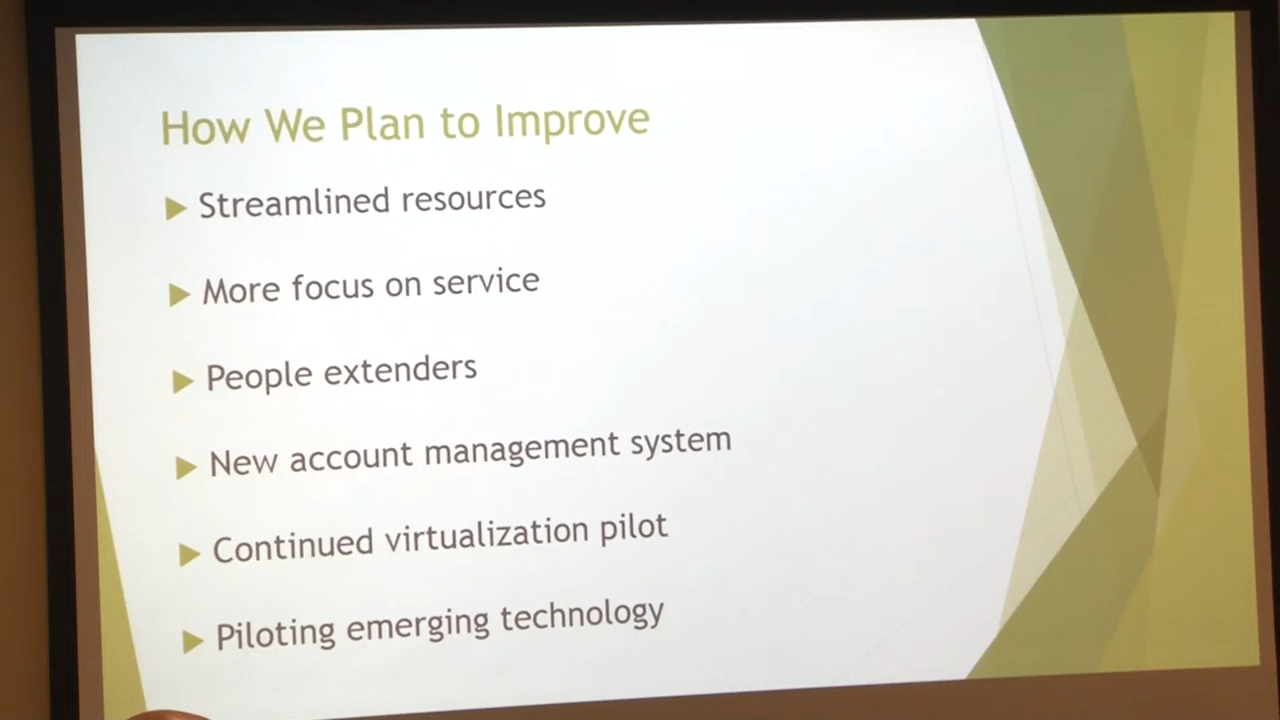 How We Plan to Improve
Streamlined resources
More focus on service
People extenders
New account management system
Continued virtualization pilot
Piloting emerging technology